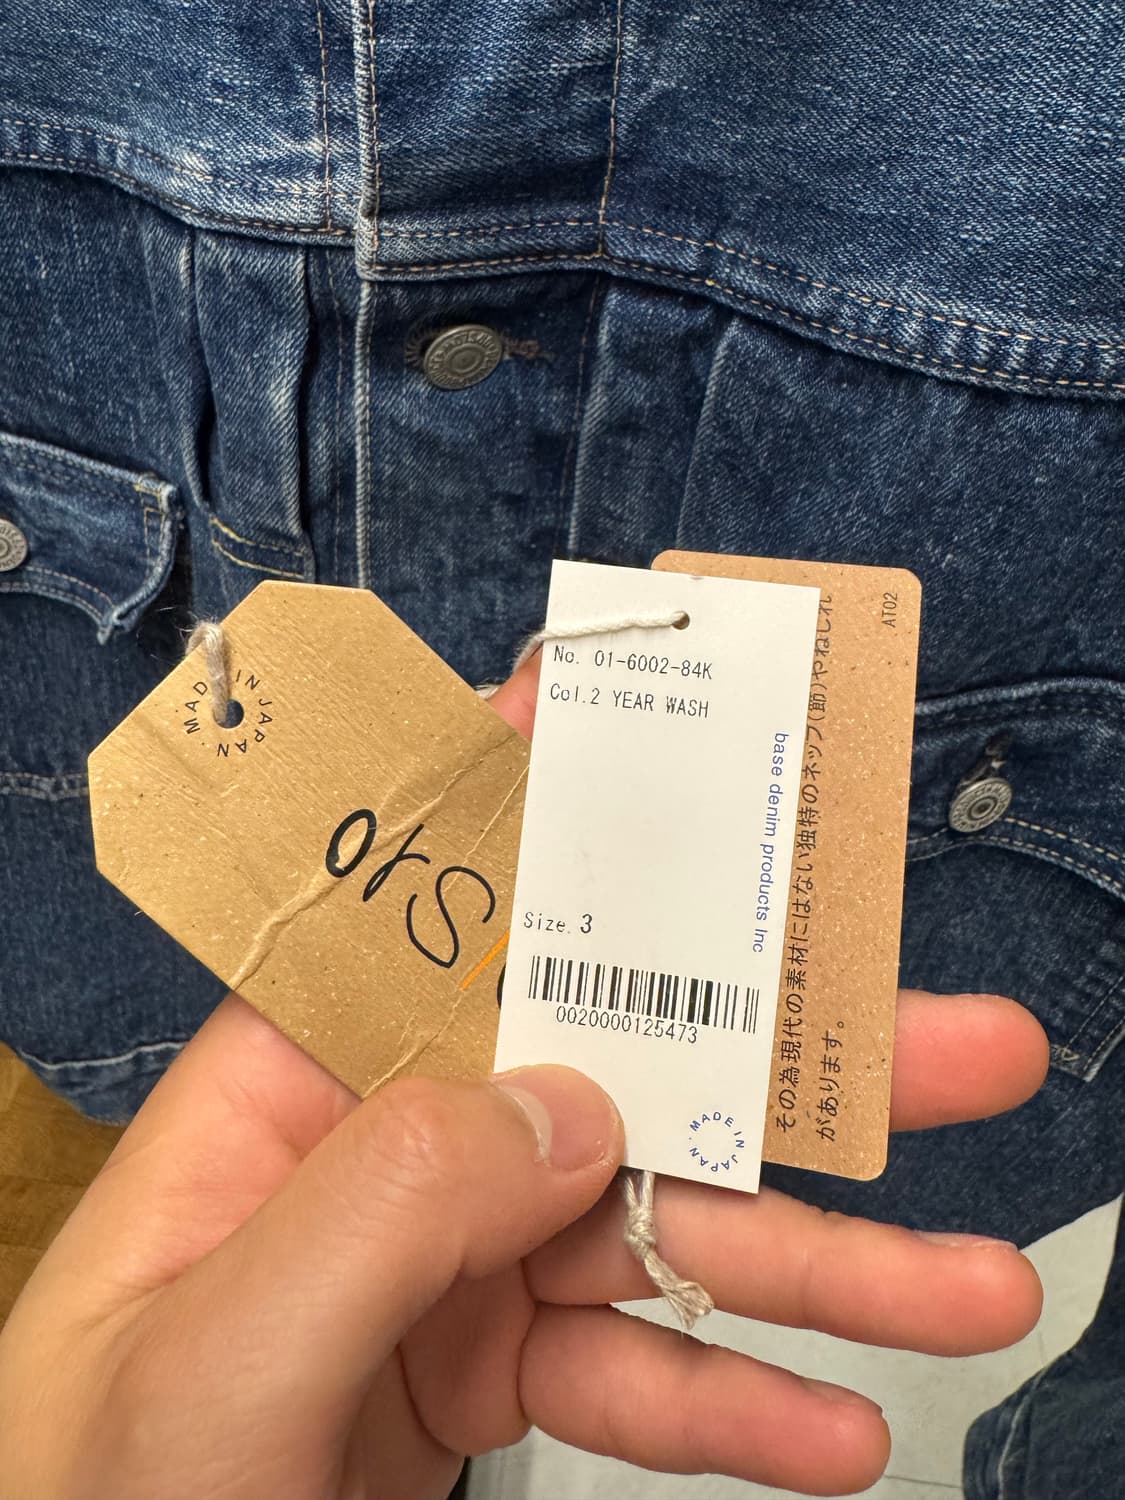 MADE IN JAPAN.
orS
No. 01-6002-84K
Col.2 YEAR WASH
base denim products Inc
Size. 3
0020000125473
MADE IN JAPAN.
AT02
独特のネップ(節)やねじれ
その為現代の素材にはない
があります。